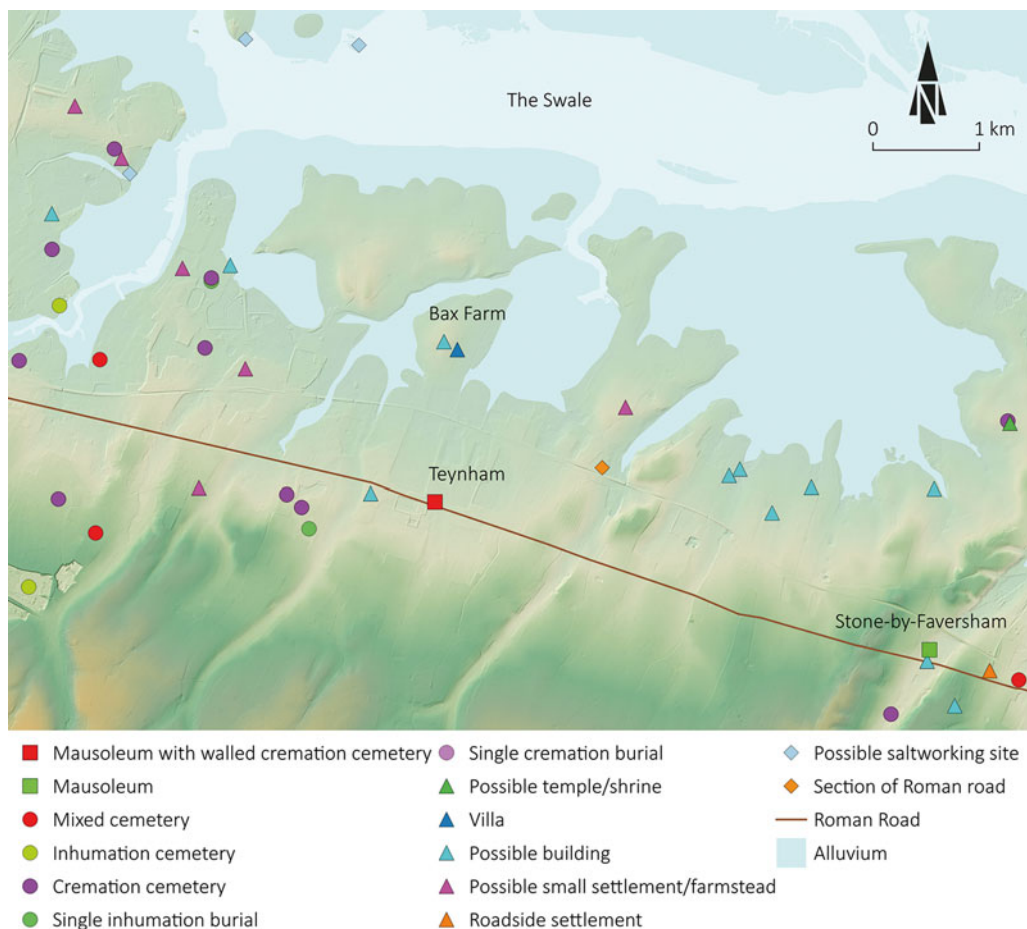 The Swale
N
0 1 km
Bax Farm
Teynham
Stone-by-Faversham
Mausoleum with walled cremation cemetery
Mausoleum
Mixed cemetery
Inhumation cemetery
Cremation cemetery
Single inhumation burial
Single cremation burial
Possible temple/shrine
Villa
Possible building
Possible small settlement/farmstead
Roadside settlement
Possible saltworking site
Section of Roman road
Roman Road
Alluvium